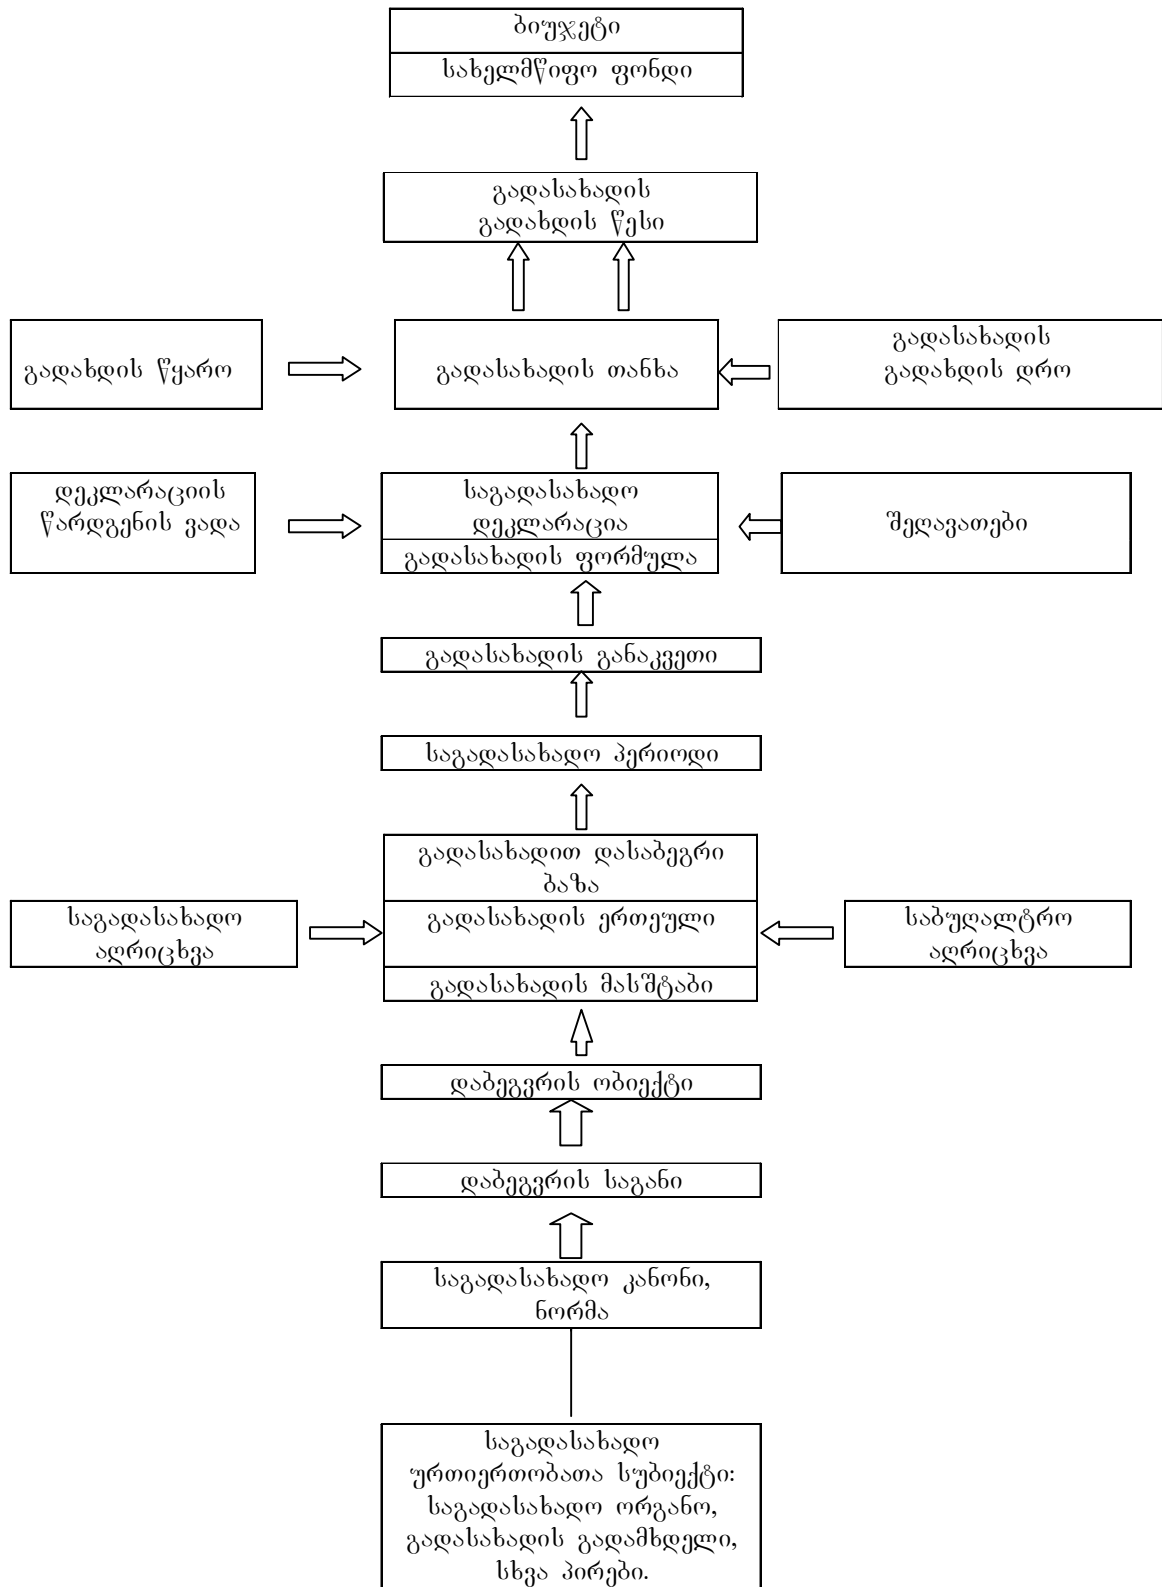 ბიუჯეტი
სახელმწიფო ფონდი
გადასახადის
გადახდის წესი
გადახდის წყარო
გადასახადის თანხა
გადასახადის
გადახდის დრო
დეკლარაციის
წარდგენის ვადა
საგადასახადო
დეკლარაცია
გადასახადის ფორმულა
შეღავათები
გადასახადის განაკვეთი
საგადასახადო პერიოდი
გადასახადით დასაბეგრი
ბაზა
საგადასახადო
აღრიცხვა
გადასახადის ერთეული
გადასახადის მასშტაბი
საბუღალტრო
აღრიცხვა
დაბეგვრის ობიექტი
დაბეგვრის საგანი
საგადასახადო კანონი,
ნორმა
საგადასახადო
ურთიერთობათა სუბიექტი:
საგადასახადო ორგანო,
გადასახადის გადამხდელი,
სხვა პირები.